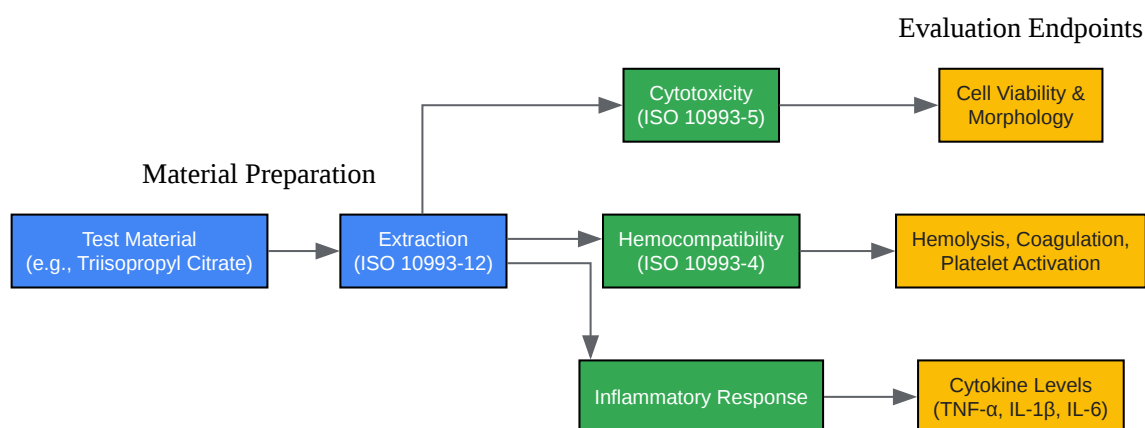 Evaluation Endpoints
Cytotoxicity
(ISO 10993-5)
Cell Viability &
Morphology
Material Preparation
Test Material
(e.g., Triisopropyl Citrate)
Extraction
(ISO 10993-12)
Hemocompatibility
(ISO 10993-4)
Hemolysis, Coagulation,
Platelet Activation
Inflammatory Response
Cytokine Levels
(TNF-α, IL-1β, IL-6)